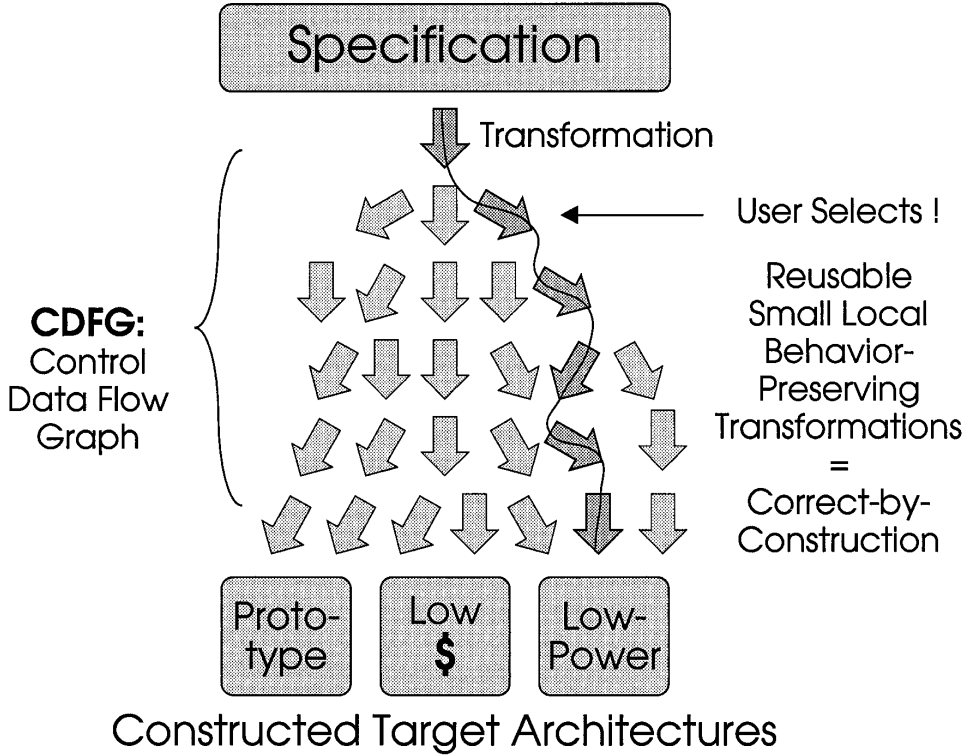 Specification
Transformation
User Selects !
Reusable
Small Local
Behavior-
Preserving
Transformations
=
Correct-by-
Construction
CDFG:
Control
Data Flow
Graph
Proto-
type
Low
$
Low-
Power
Constructed Target Architectures